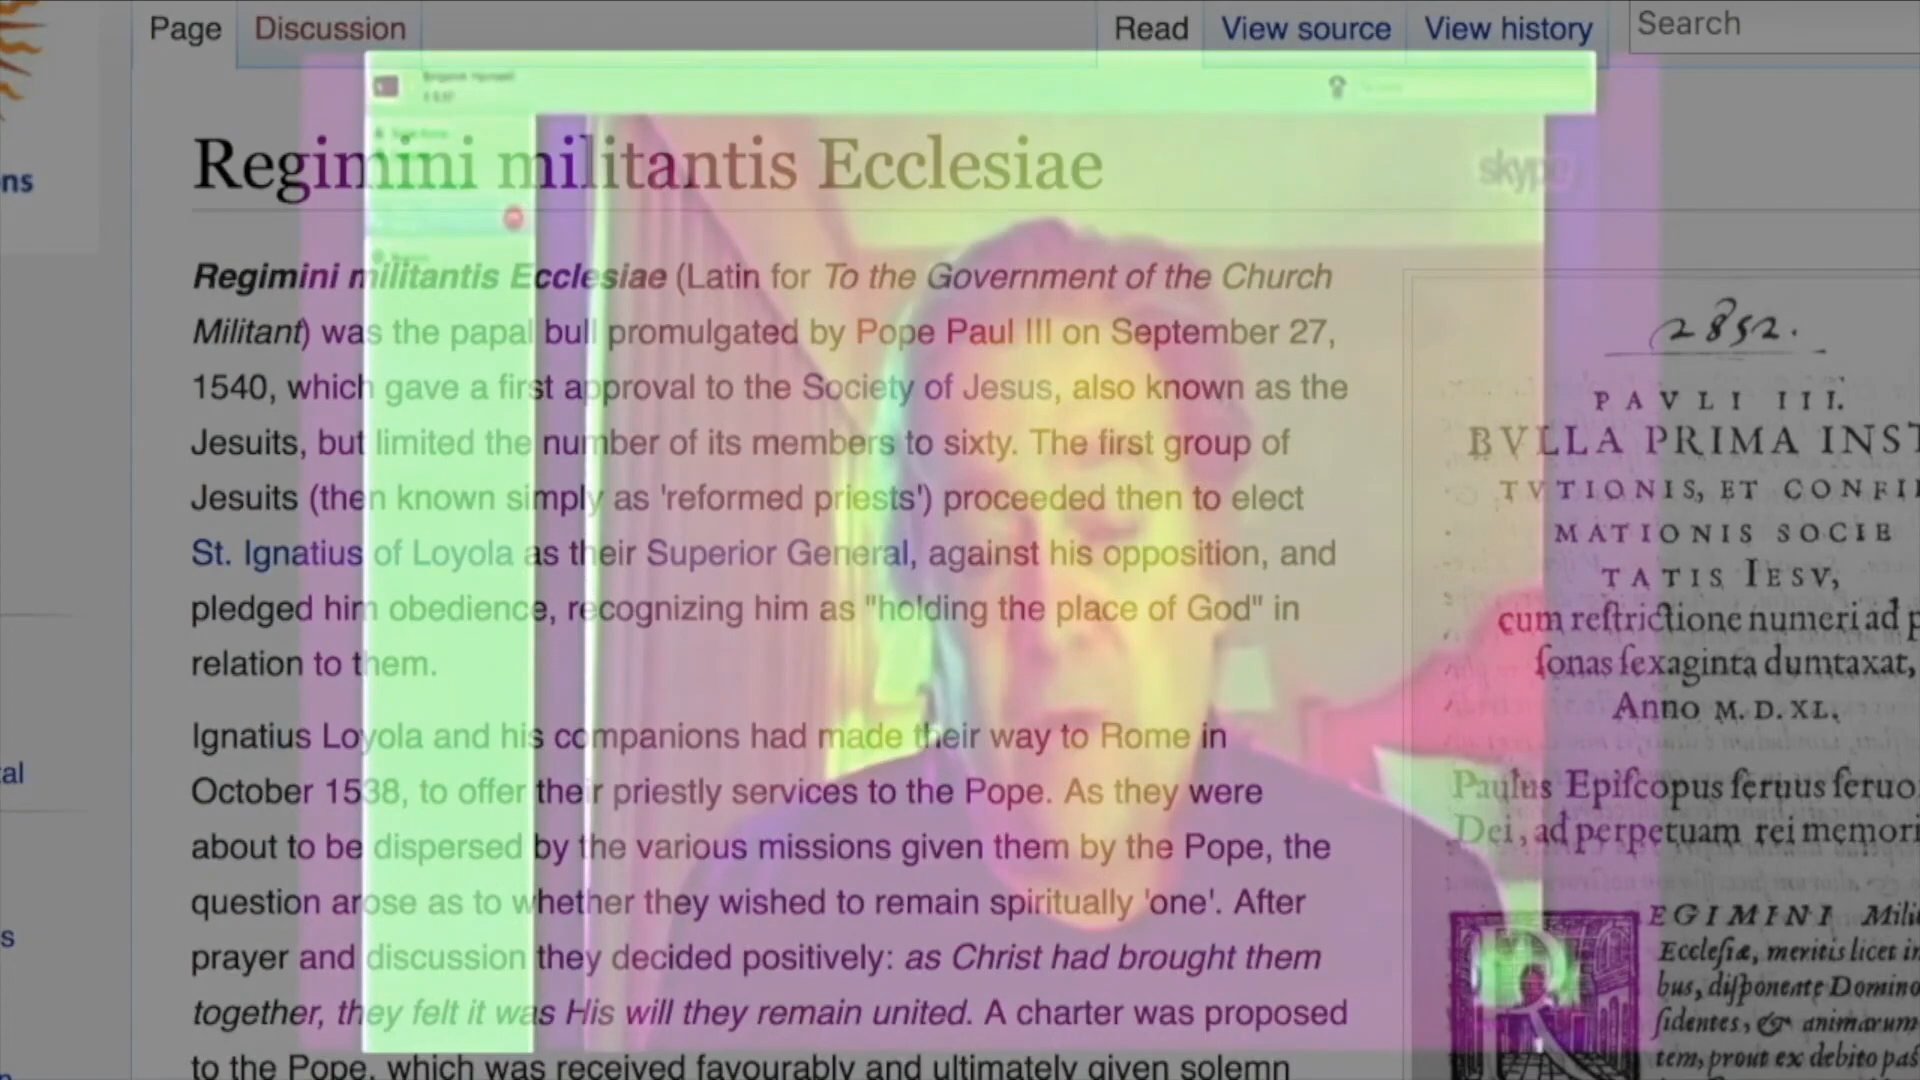 Page
Discussion
Read
View source
View history
Search
ns
Regimini militantis Ecclesiae
skype
Regimini militantis Ecclesiae (Latin for To the Government of the Church
Militant) was the papal bull promulgated by Pope Paul III on September 27,
1540, which gave a first approval to the Society of Jesus, also known as the
Jesuits, but limited the number of its members to sixty. The first group of
Jesuits (then known simply as 'reformed priests') proceeded then to elect
St. Ignatius of Loyola as their Superior General, against his opposition, and
pledged him obedience, recognizing him as "holding the place of God" in
relation to them.
Ignatius Loyola and his companions had made their way to Rome in
October 1538, to offer their priestly services to the Pope. As they were
about to be dispersed by the various missions given them by the Pope, the
question arose as to whether they wished to remain spiritually 'one'. After
prayer and discussion they decided positively: as Christ had brought them
together, they felt it was His will they remain united. A charter was proposed
to the Pope, which was received favourably and ultimately given solemn
tal
s
2852.
PAVLI III.
BVLLA PRIMA INST
TVTIONIS, ET CONFIR
MATIONIS SOCIE
TATIS IESV,
cum reſtrictione numeri ad p
ſonas ſexaginta dumtaxat,
Anno M. D. XL.
Paulus Epiſcopus ſeruus ſeruo
Dei, ad perpetuam rei memori
REGIMINI Mili
Eccleſiæ, meritis licet in
bus, diſponente Domino
ſidentes, & animarum
tem, prout ex debito paſ